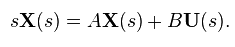 sX(s) = AX(s) + BU(s).